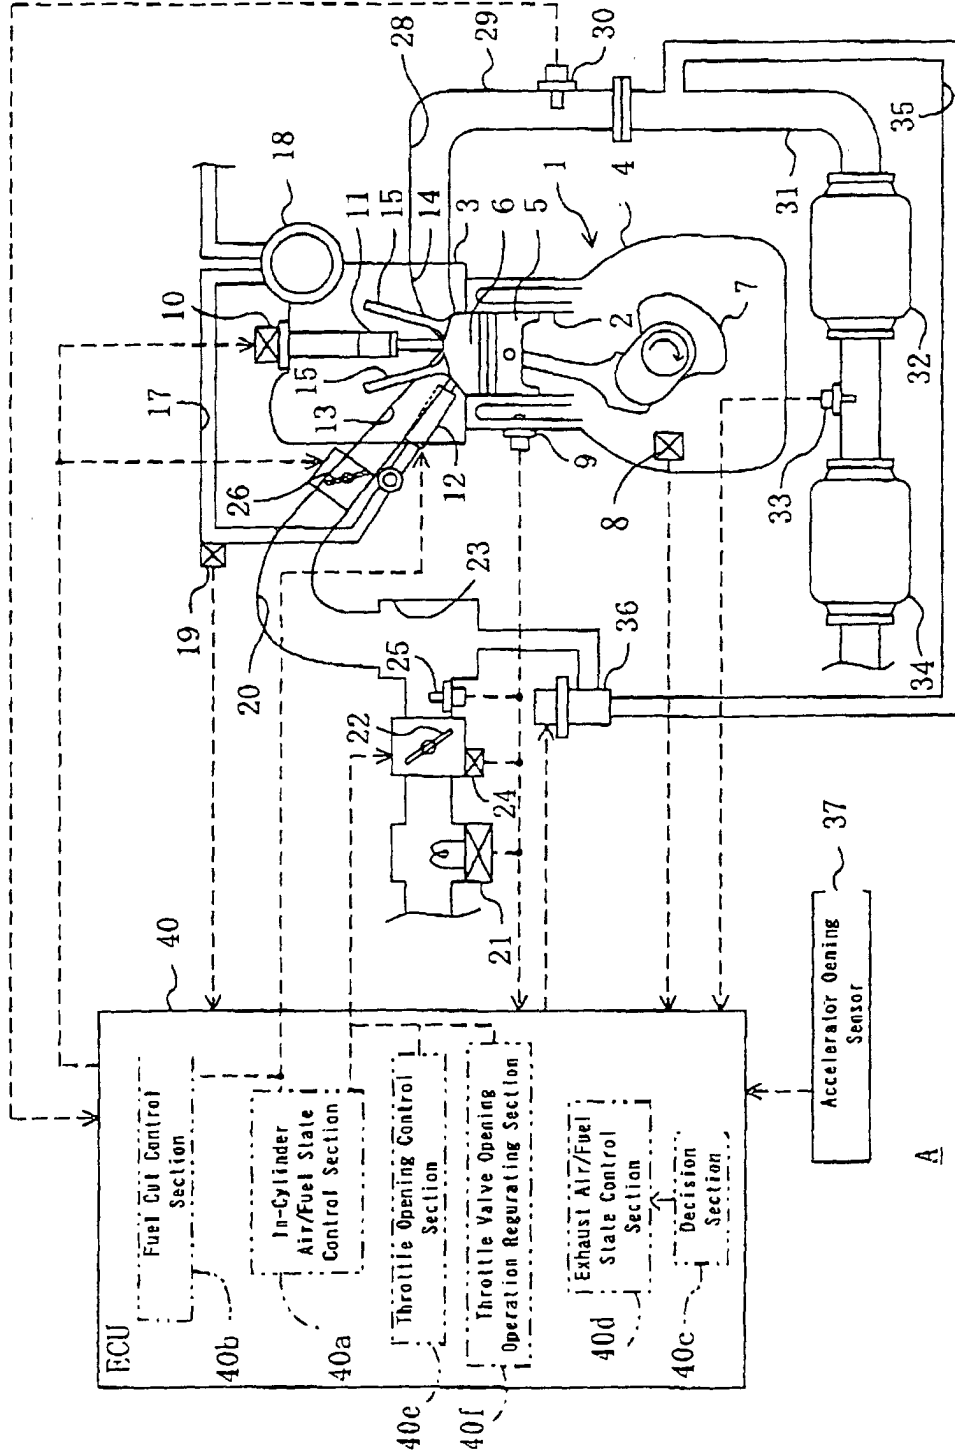 ECU
40b
Fuel Cut Control
Section
40a
In-Cylinder
Air/Fuel State
Control Section
40e
Throttle Opening Control
Section
40f
Throttle Valve Opening
Operation Regurating Section
40d
Exhaust Air/Fuel
State Control
Section
40c
Decision
Section
40
37
Accelerator Oening
Sensor
A
19
20
17
10
18
28
29
30
26
13
15
11
15
14
3
6
5
1
4
12
9
2
7
8
21
22
24
25
23
36
33
34
32
31
35